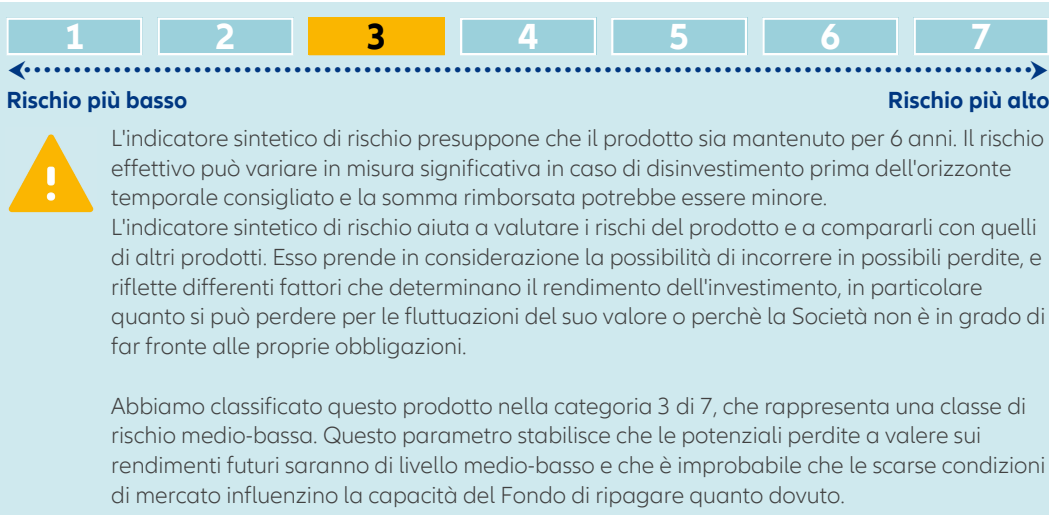 1 2 3 4 5 6 7
Rischio più basso Rischio più alto
L'indicatore sintetico di rischio presuppone che il prodotto sia mantenuto per 6 anni. Il rischio
effettivo può variare in misura significativa in caso di disinvestimento prima dell'orizzonte
temporale consigliato e la somma rimborsata potrebbe essere minore.
L'indicatore sintetico di rischio aiuta a valutare i rischi del prodotto e a compararli con quelli
di altri prodotti. Esso prende in considerazione la possibilità di incorrere in possibili perdite, e
riflette differenti fattori che determinano il rendimento dell'investimento, in particolare
quanto si può perdere per le fluttuazioni del suo valore o perchè la Società non è in grado di
far fronte alle proprie obbligazioni.
Abbiamo classificato questo prodotto nella categoria 3 di 7, che rappresenta una classe di
rischio medio-bassa. Questo parametro stabilisce che le potenziali perdite a valere sui
rendimenti futuri saranno di livello medio-basso e che è improbabile che le scarse condizioni
di mercato influenzino la capacità del Fondo di ripagare quanto dovuto.